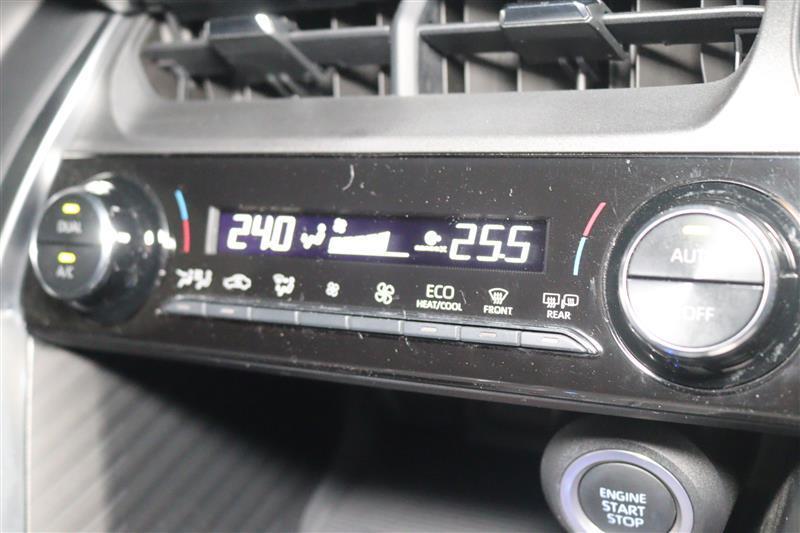 DUAL
A/C
24.0
25.5
ECO
HEAT/COOL
FRONT
REAR
AUTO
OFF
ENGINE
START
STOP